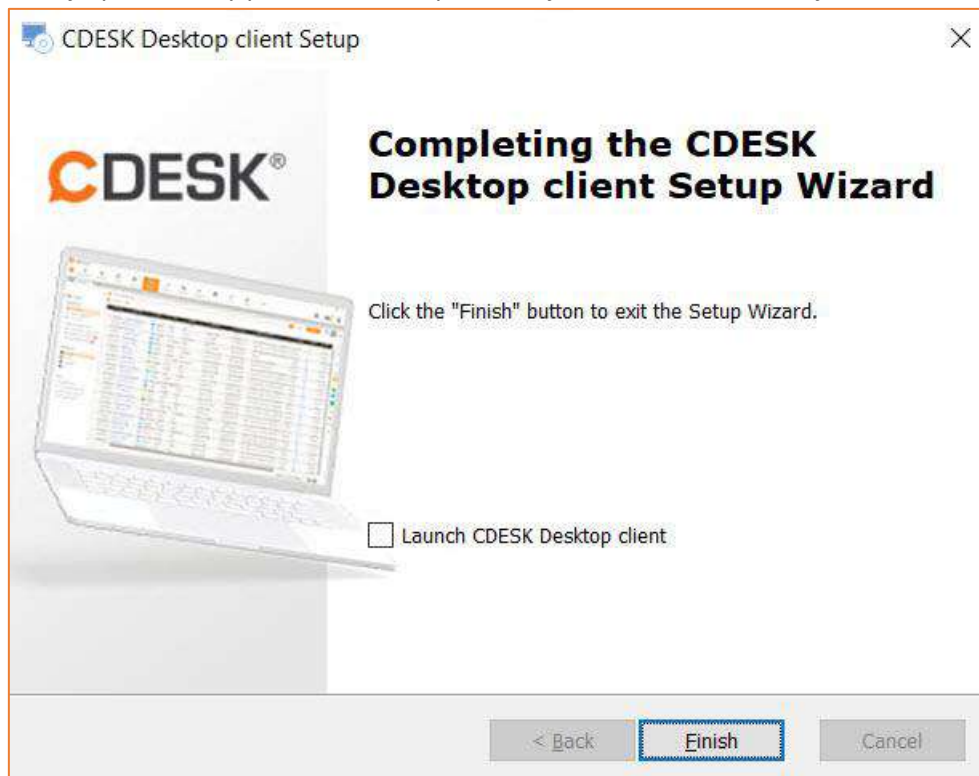 CDESK Desktop client Setup
CDESK®
Completing the CDESK
Desktop client Setup Wizard
Click the "Finish" button to exit the Setup Wizard.
Launch CDESK Desktop client
< Back
Finish
Cancel